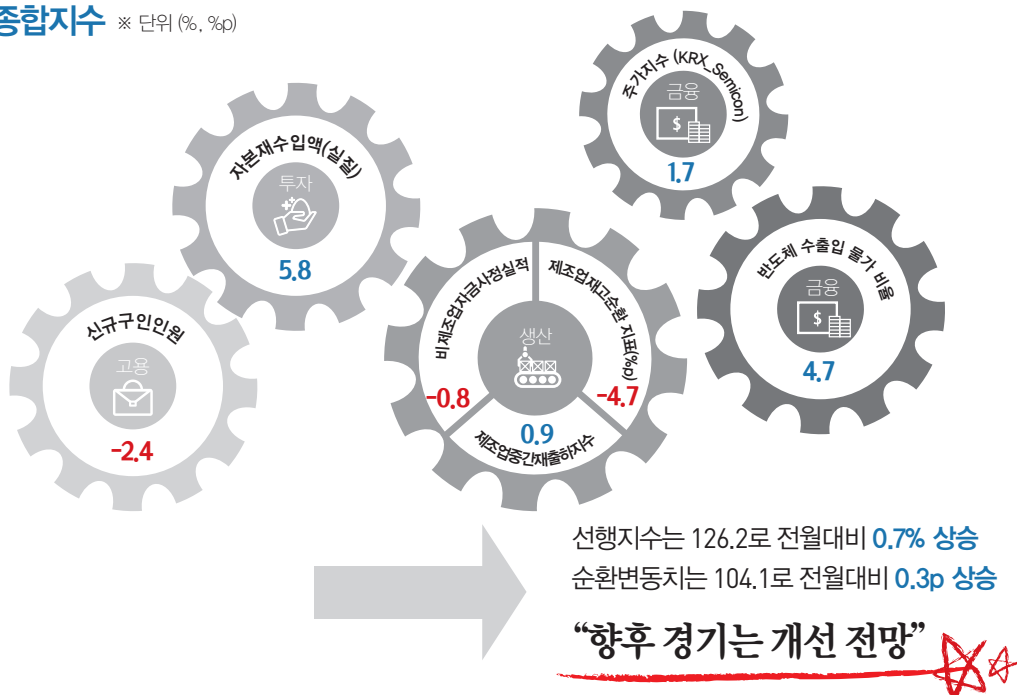 종합지수 ※ 단위 (%, %p)
주가지수 (KRX_Semicon)
금융
$
1.7
자본재수입액(실질)
투자
5.8
반도체 수출입 물가 비율
금융
$
4.7
비제조업자금사정실적
-0.8
제조업재고순환 지표(%p)
-4.7
생산
0.9
제조업중간재출하지수
신규구인인원
고용
-2.4
선행지수는 126.2로 전월대비 0.7% 상승
순환변동치는 104.1로 전월대비 0.3p 상승
“향후 경기는 개선 전망”